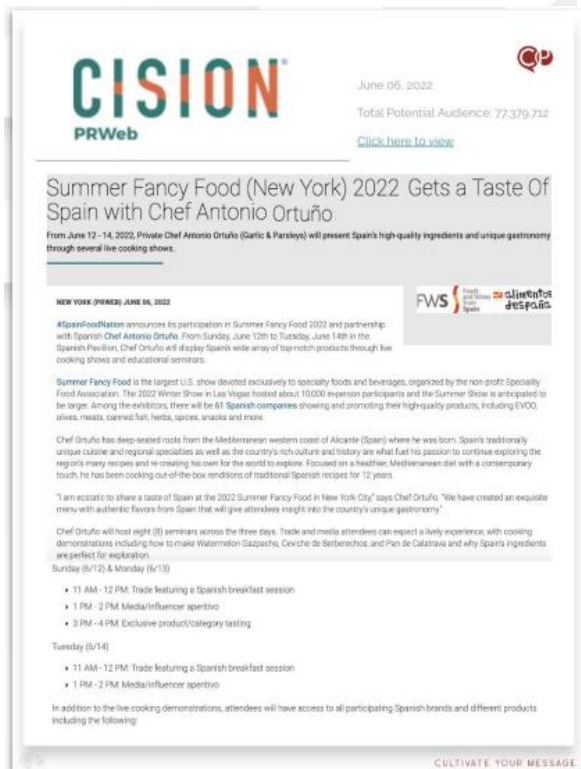 CISION®
PRWeb
CP
June 06, 2022
Total Potential Audience: 77,379,712
Click here to view
Summer Fancy Food (New York) 2022 Gets a Taste Of
Spain with Chef Antonio Ortuño
From June 12 - 14, 2022, Private Chef Antonio Ortuño (Garlic & Parsleys) will present Spain's high-quality ingredients and unique gastronomy
through several live cooking shows.
FWS Foods and Wines from Spain alimentos despaña
NEW YORK (PRWEB) JUNE 06, 2022
#SpainFoodNation announces its participation in Summer Fancy Food 2022 and partnership
with Spanish Chef Antonio Ortuño. From Sunday, June 12th to Tuesday, June 14th in the
Spanish Pavilion, Chef Ortuño will display Spain's wide array of top-notch products through live
cooking shows and educational seminars.
Summer Fancy Food is the largest U.S. show devoted exclusively to specialty foods and beverages, organized by the non-profit Speciality
Food Association. The 2022 Winter Show in Las Vegas hosted about 10,000 in-person participants and the Summer Show is anticipated to
be larger. Among the exhibitors, there will be 61 Spanish companies showing and promoting their high-quality products, including EVOO,
olives, meats, canned fish, herbs, spices, snacks and more.
Chef Ortuño has deep-seated roots from the Mediterranean western coast of Alicante (Spain) where he was born. Spain's traditionally
unique cuisine and regional specialties as well as the country's rich culture and history are what fuel his passion to continue exploring the
region's many recipes and re-creating his own for the world to explore. Focused on a healthier, Mediterranean diet with a contemporary
touch, he has been cooking out-of-the-box renditions of traditional Spanish recipes for 12 years.
"I am ecstatic to share a taste of Spain at the 2022 Summer Fancy Food in New York City," says Chef Ortuño. "We have created an exquisite
menu with authentic flavors from Spain that will give attendees insight into the country's unique gastronomy."
Chef Ortuño will host eight (8) seminars across the three days. Trade and media attendees can expect a lively experience, with cooking
demonstrations including how to make Watermelon Gazpacho, Ceviche de Berberechos, and Pan de Calatrava and why Spain's ingredients
are perfect for exploration.
Sunday (6/12) & Monday (6/13)
• 11 AM - 12 PM: Trade featuring a Spanish breakfast session
• 1 PM - 2 PM: Media/influencer aperitivo
• 3 PM - 4 PM: Exclusive product/category tasting
Tuesday (6/14)
• 11 AM - 12 PM: Trade featuring a Spanish breakfast session
• 1 PM - 2 PM: Media/influencer aperitivo
In addition to the live cooking demonstrations, attendees will have access to all participating Spanish brands and different products
including the following:
CULTIVATE YOUR MESSAGE